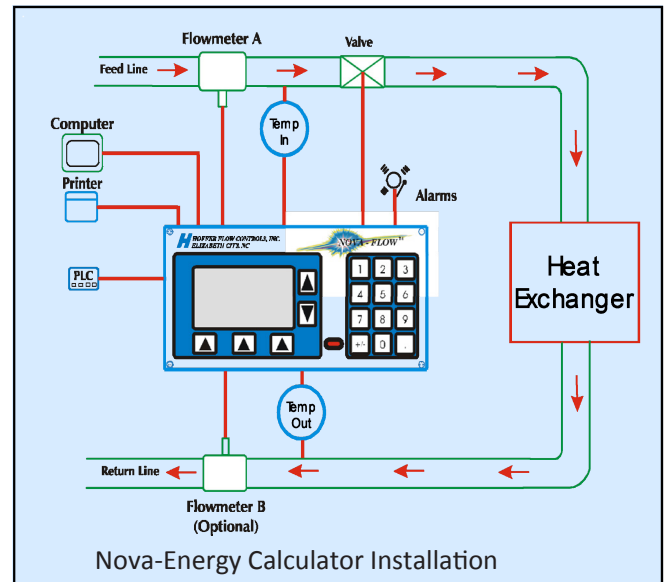 Flowmeter A
Valve
Feed Line
Temp
In
Computer
Printer
Alarms
H HOFFER FLOW CONTROLS, INC.
ELIZABETH CITY, NC
NOVA-FLOW™
PLC
1 2 3
4 5 6
7 8 9
+/- 0 .
Heat
Exchanger
Temp
Out
Return Line
Flowmeter B
(Optional)
Nova-Energy Calculator Installation